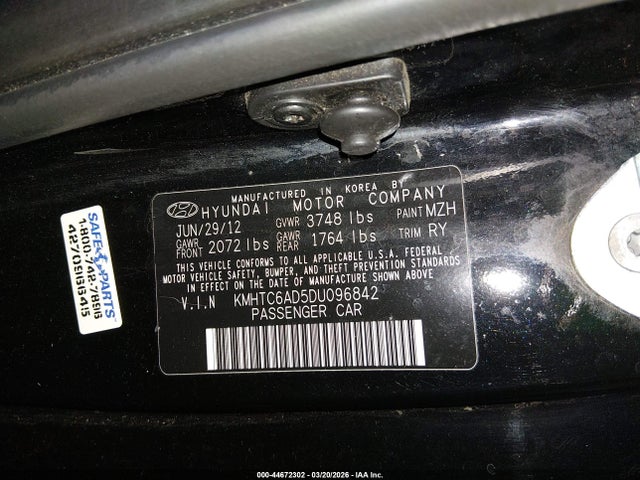 MANUFACTURED IN KOREA BY
HYUNDAI MOTOR COMPANY
JUN/29/12 GVWR 3748 lbs PAINT MZH
GAWR FRONT 2072 lbs GAWR REAR 1764 lbs TRIM RY
THIS VEHICLE CONFORMS TO ALL APPLICABLE U.S.A. FEDERAL
MOTOR VEHICLE SAFETY, BUMPER, AND THEFT PREVENTION STANDARDS
IN EFFECT ON THE DATE OF MANUFACTURE SHOWN ABOVE
V.I.N KMHTC6AD5DU096842
PASSENGER CAR
SAFE PARTS
1.800.742.7896
000-44672302 — 03/20/2026 — IAA Inc.